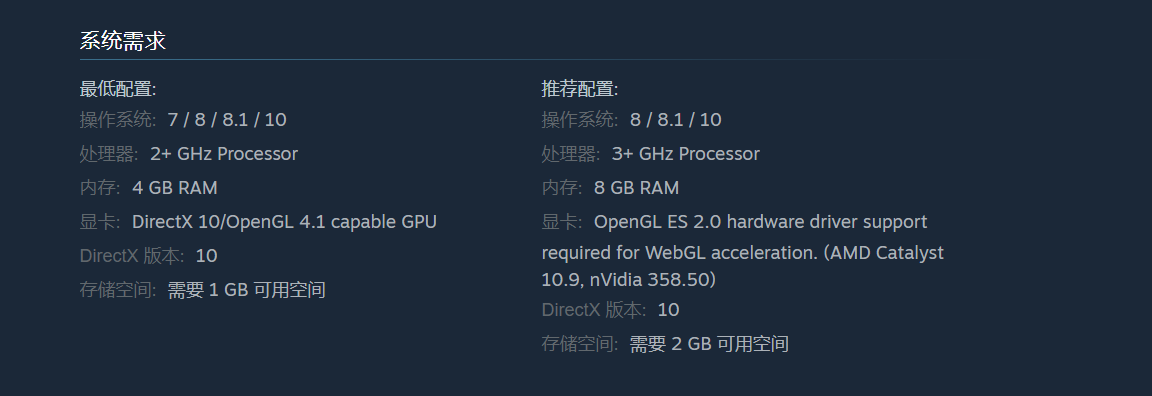 系统需求
最低配置:
操作系统: 7 / 8 / 8.1 / 10
处理器: 2+ GHz Processor
内存: 4 GB RAM
显卡: DirectX 10/OpenGL 4.1 capable GPU
DirectX 版本: 10
存储空间: 需要 1 GB 可用空间
推荐配置:
操作系统: 8 / 8.1 / 10
处理器: 3+ GHz Processor
内存: 8 GB RAM
显卡: OpenGL ES 2.0 hardware driver support
required for WebGL acceleration. (AMD Catalyst
10.9, nVidia 358.50)
DirectX 版本: 10
存储空间: 需要 2 GB 可用空间